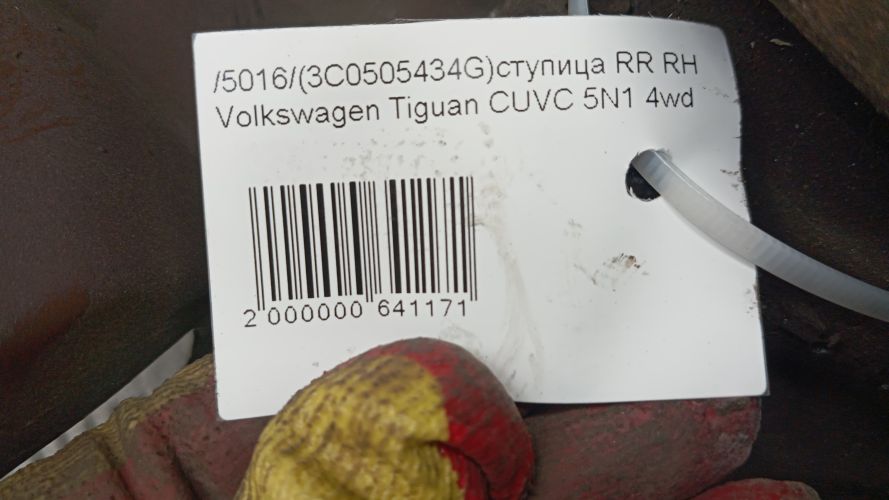 /5016/(3C0505434G)ступица RR RH
Volkswagen Tiguan CUVC 5N1 4wd
2 000000 641171